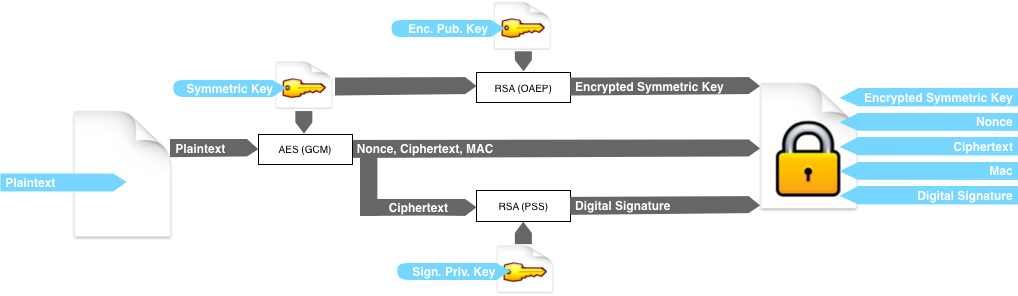 Enc. Pub. Key
Symmetric Key
RSA (OAEP)
Encrypted Symmetric Key
Encrypted Symmetric Key
Nonce
Plaintext
AES (GCM)
Nonce, Ciphertext, MAC
Ciphertext
Mac
Plaintext
Ciphertext
RSA (PSS)
Digital Signature
Digital Signature
Sign. Priv. Key